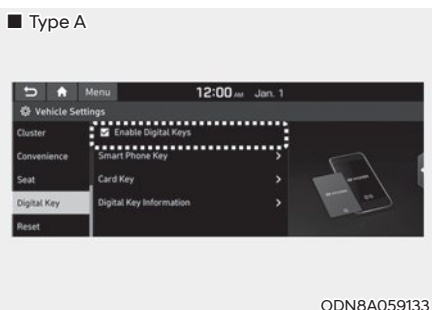 ■ Type A
Menu 12:00 AM Jan. 1
Vehicle Settings
Cluster
Enable Digital Keys
Convenience
Smart Phone Key
Seat
Card Key
Digital Key
Digital Key Information
Reset
ODN8A059133